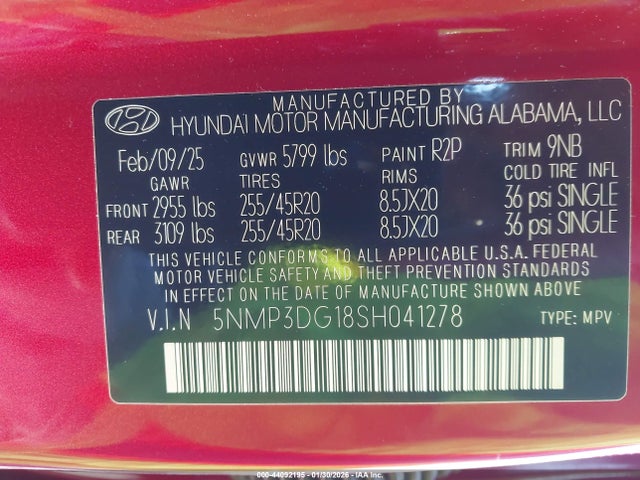 MANUFACTURED BY
HYUNDAI MOTOR MANUFACTURING ALABAMA, LLC
Feb/09/25 GVWR 5799 lbs PAINT R2P TRIM 9NB
GAWR TIRES RIMS COLD TIRE INFL
FRONT 2955 lbs 255/45R20 8.5JX20 36 psi SINGLE
REAR 3109 lbs 255/45R20 8.5JX20 36 psi SINGLE
THIS VEHICLE CONFORMS TO ALL APPLICABLE U.S.A. FEDERAL
MOTOR VEHICLE SAFETY AND THEFT PREVENTION STANDARDS
IN EFFECT ON THE DATE OF MANUFACTURE SHOWN ABOVE
V.I.N 5NMP3DG18SH041278 TYPE: MPV
000-44092195 - 01/30/2026 - IAA Inc.